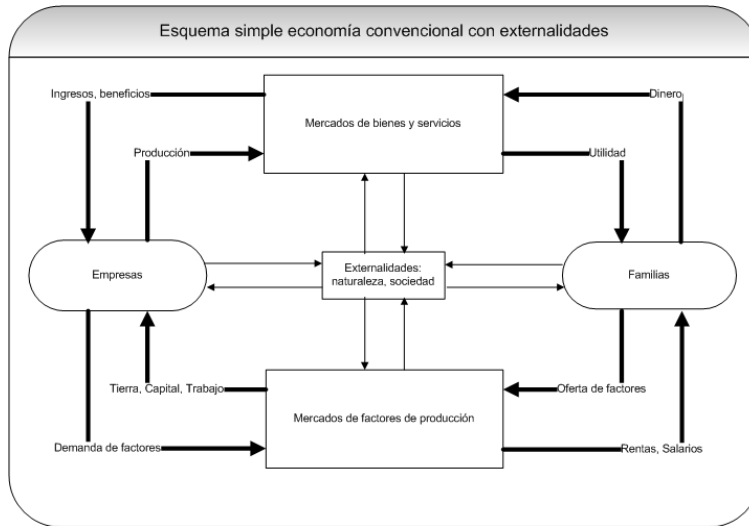 Esquema simple economía convencional con externalidades
Ingresos, beneficios
Dinero
Mercados de bienes y servicios
Producción
Utilidad
Empresas
Externalidades:
naturaleza, sociedad
Familias
Tierra, Capital, Trabajo
Oferta de factores
Mercados de factores de producción
Demanda de factores
Rentas, Salarios